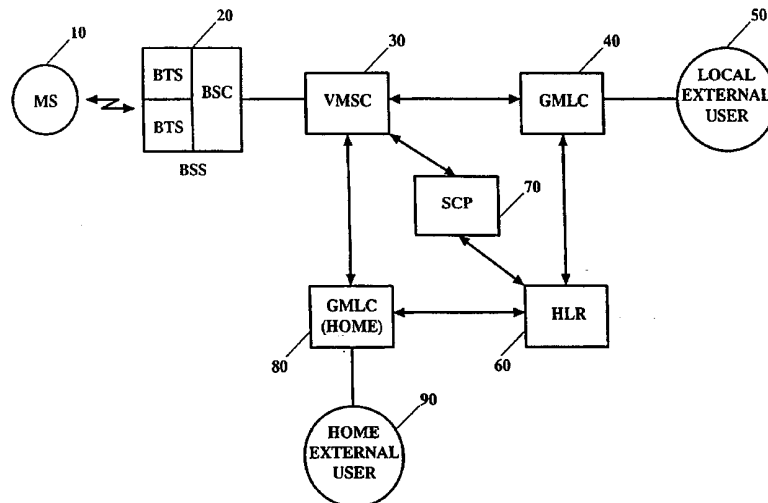 10
20
30
40
50
MS
BTS
BSC
BTS
BSS
VMSC
GMLC
LOCAL
EXTERNAL
USER
SCP
70
GMLC
(HOME)
80
HLR
60
90
HOME
EXTERNAL
USER